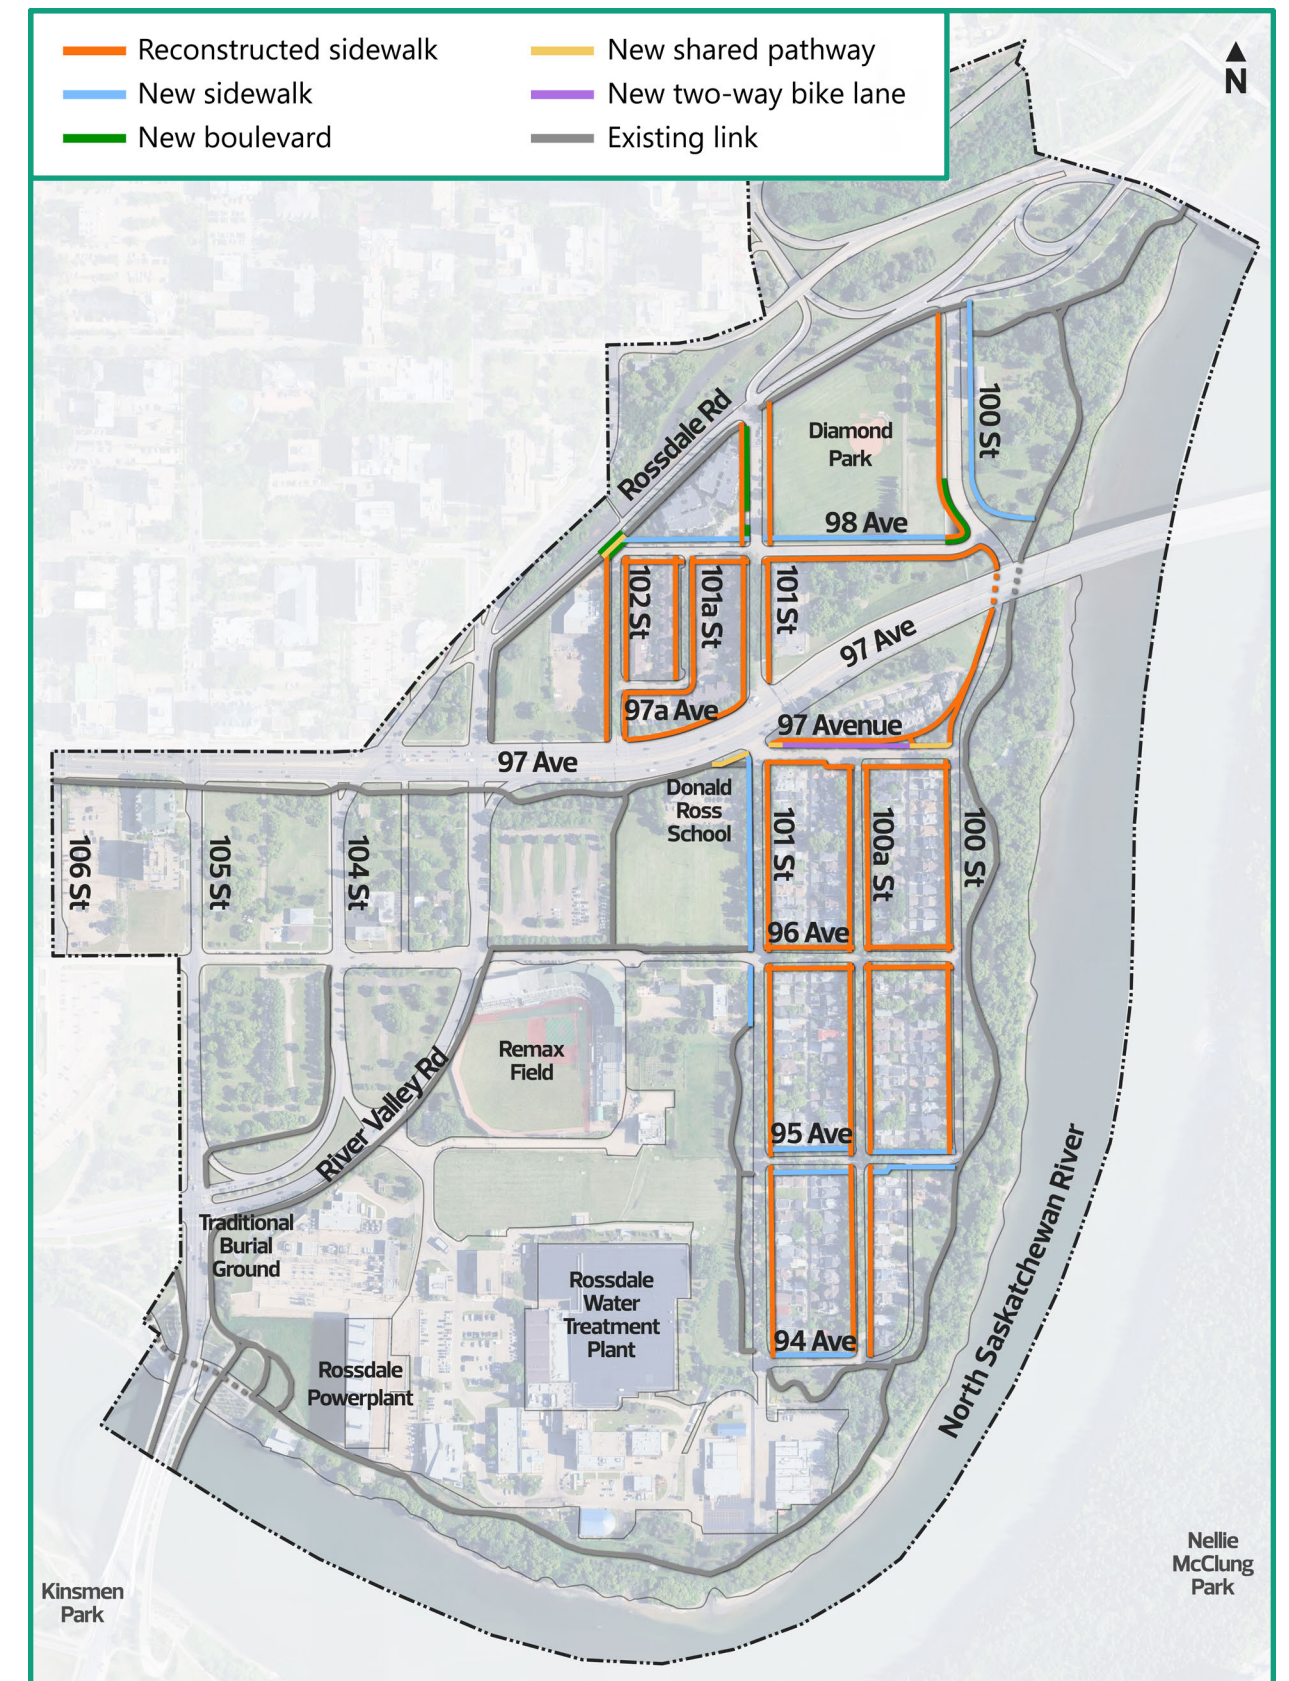 Reconstructed sidewalk
New sidewalk
New boulevard
New shared pathway
New two-way bike lane
Existing link
N
Rossdale Rd
Diamond
Park
100 St
98 Ave
102 St
101a St
101 St
97 Ave
97a Ave
97 Avenue
97 Ave
Donald
Ross
School
106 St
105 St
104 St
101 St
100a St
100 St
96 Ave
Remax
Field
River Valley Rd
95 Ave
Traditional
Burial
Ground
Rossdale
Water
Treatment
Plant
94 Ave
Rossdale
Powerplant
North Saskatchewan River
Kinsmen
Park
Nellie
McClung
Park